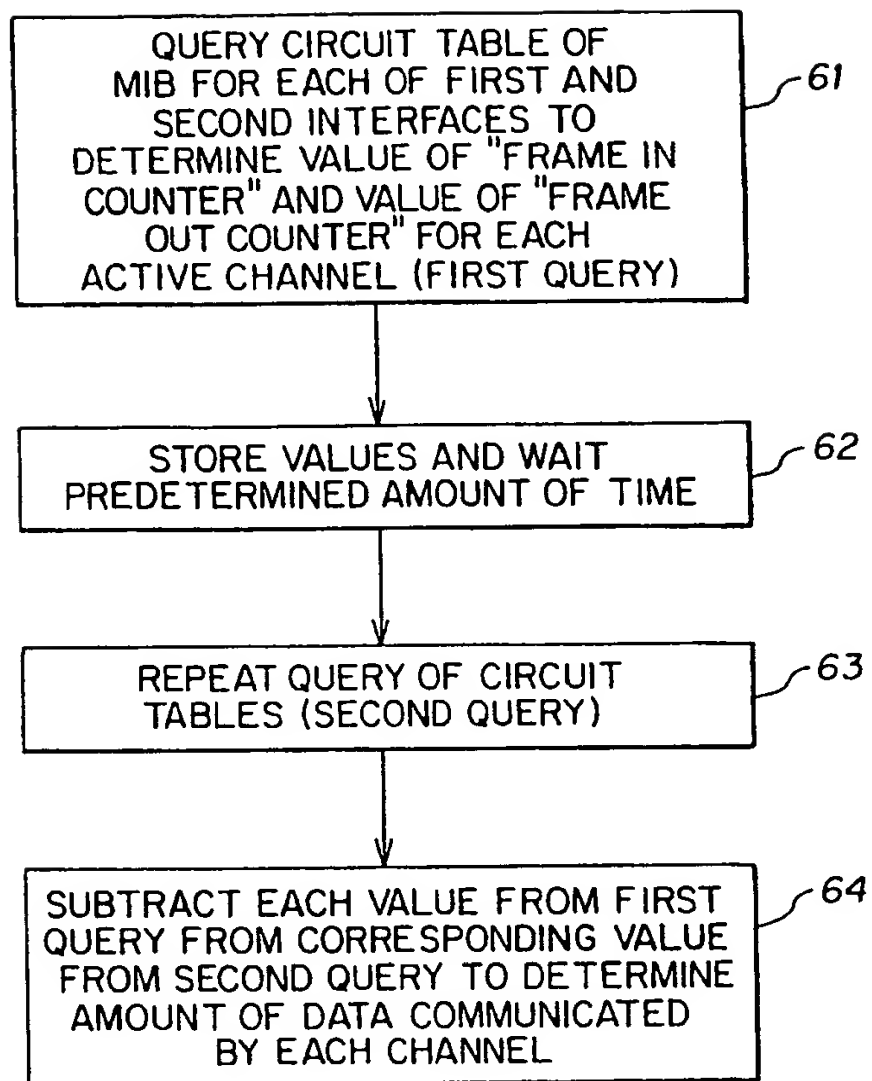 QUERY CIRCUIT TABLE OF
MIB FOR EACH OF FIRST AND
SECOND INTERFACES TO
DETERMINE VALUE OF "FRAME IN
COUNTER" AND VALUE OF "FRAME
OUT COUNTER" FOR EACH
ACTIVE CHANNEL (FIRST QUERY)
61
STORE VALUES AND WAIT
PREDETERMINED AMOUNT OF TIME
62
REPEAT QUERY OF CIRCUIT
TABLES (SECOND QUERY)
63
SUBTRACT EACH VALUE FROM FIRST
QUERY FROM CORRESPONDING VALUE
FROM SECOND QUERY TO DETERMINE
AMOUNT OF DATA COMMUNICATED
BY EACH CHANNEL
64